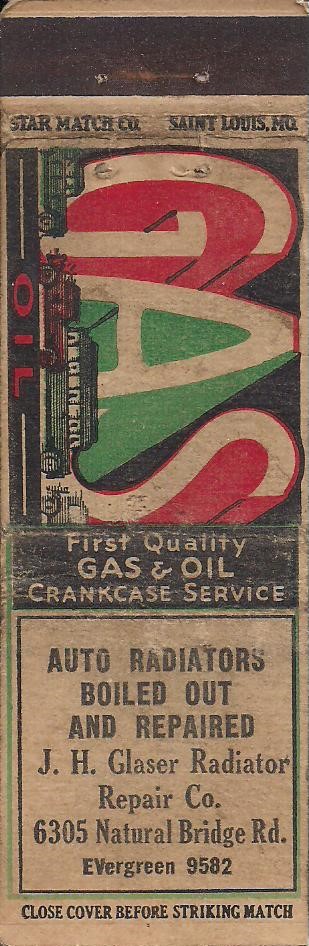 STAR MATCH CO. SAINT LOUIS, MO.
GAS
OIL
First Quality
GAS & OIL
CRANKCASE SERVICE
AUTO RADIATORS
BOILED OUT
AND REPAIRED
J. H. Glaser Radiator
Repair Co.
6305 Natural Bridge Rd.
EVergreen 9582
CLOSE COVER BEFORE STRIKING MATCH